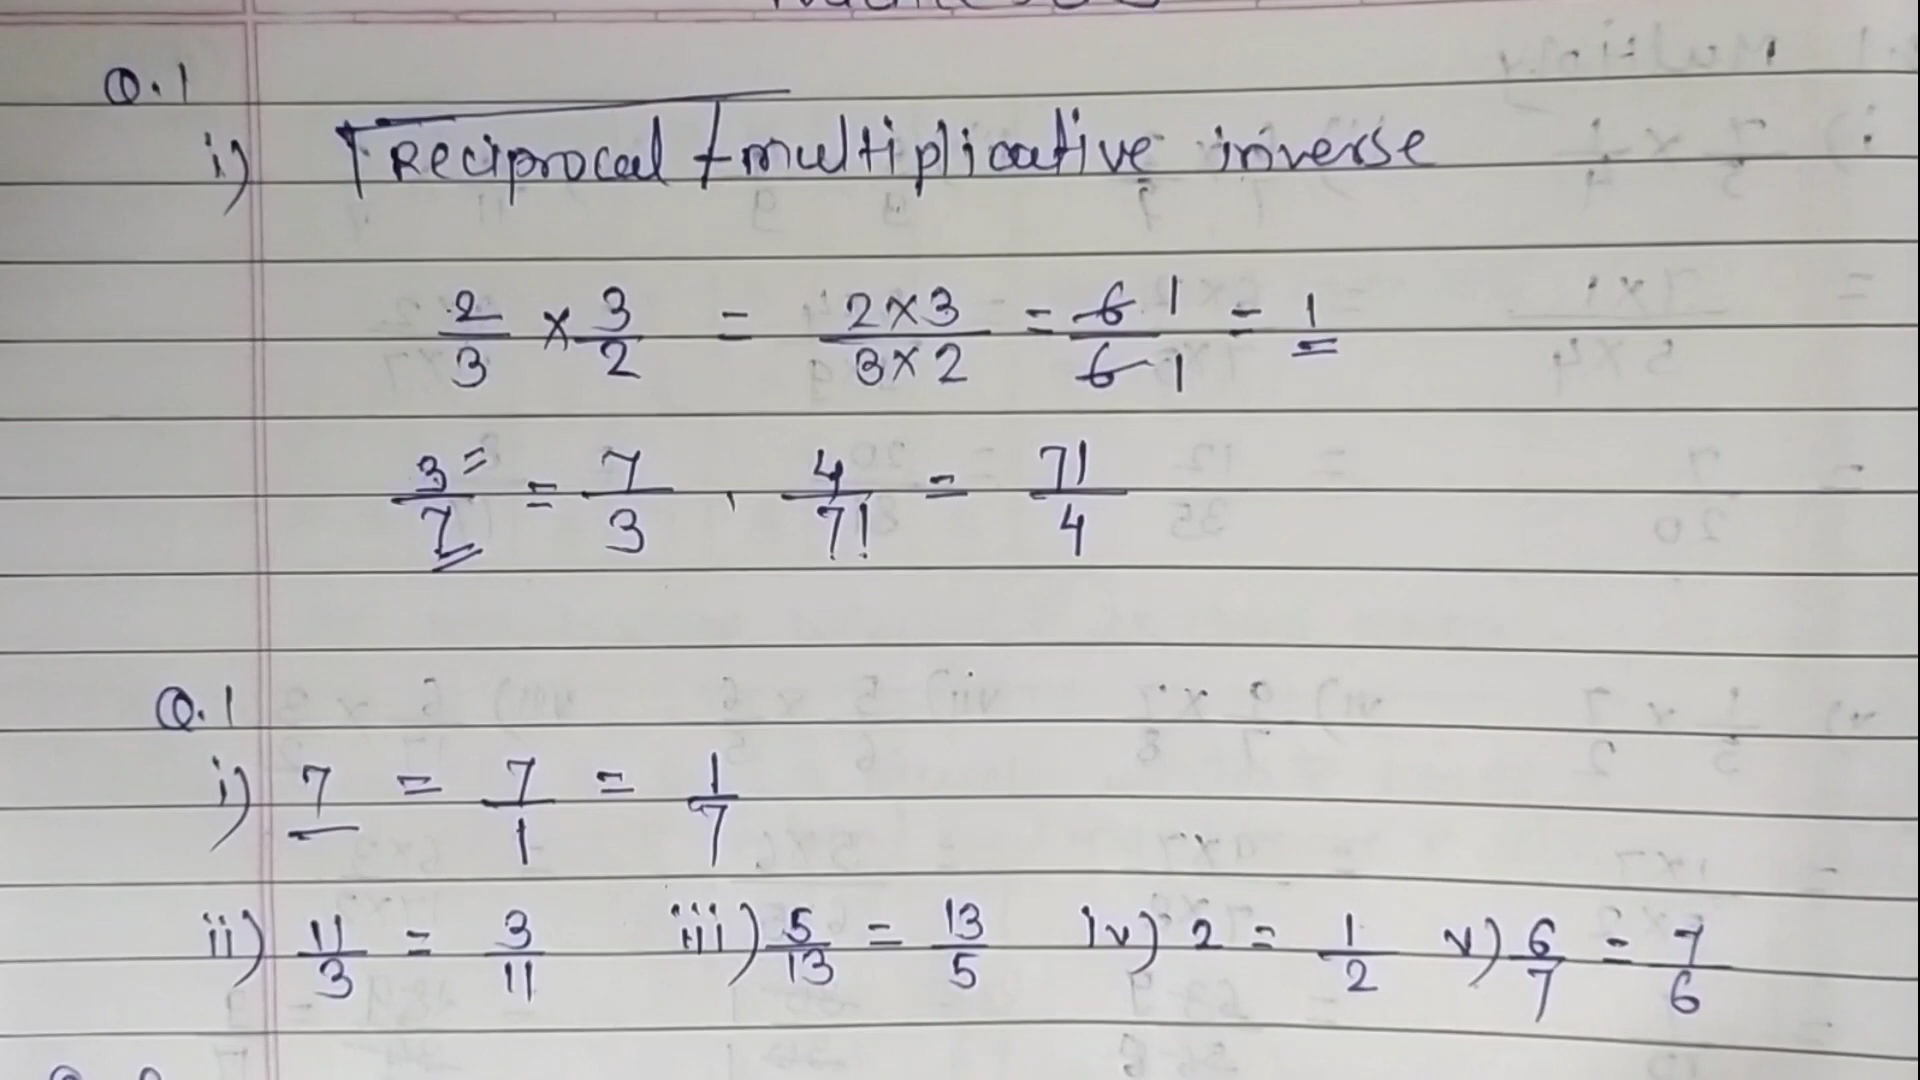 Q.1
i) Reciprocal / multiplicative inverse
2/3 × 3/2 = 2×3/3×2 = 6 1/6 1 = 1
3/7 = 7/3 , 4/71 = 71/4
Q.1
i) 7 = 7/1 = 1/7
ii) 11/3 = 3/11 iii) 5/13 = 13/5 iv) 2 = 1/2 v) 6/7 = 7/6